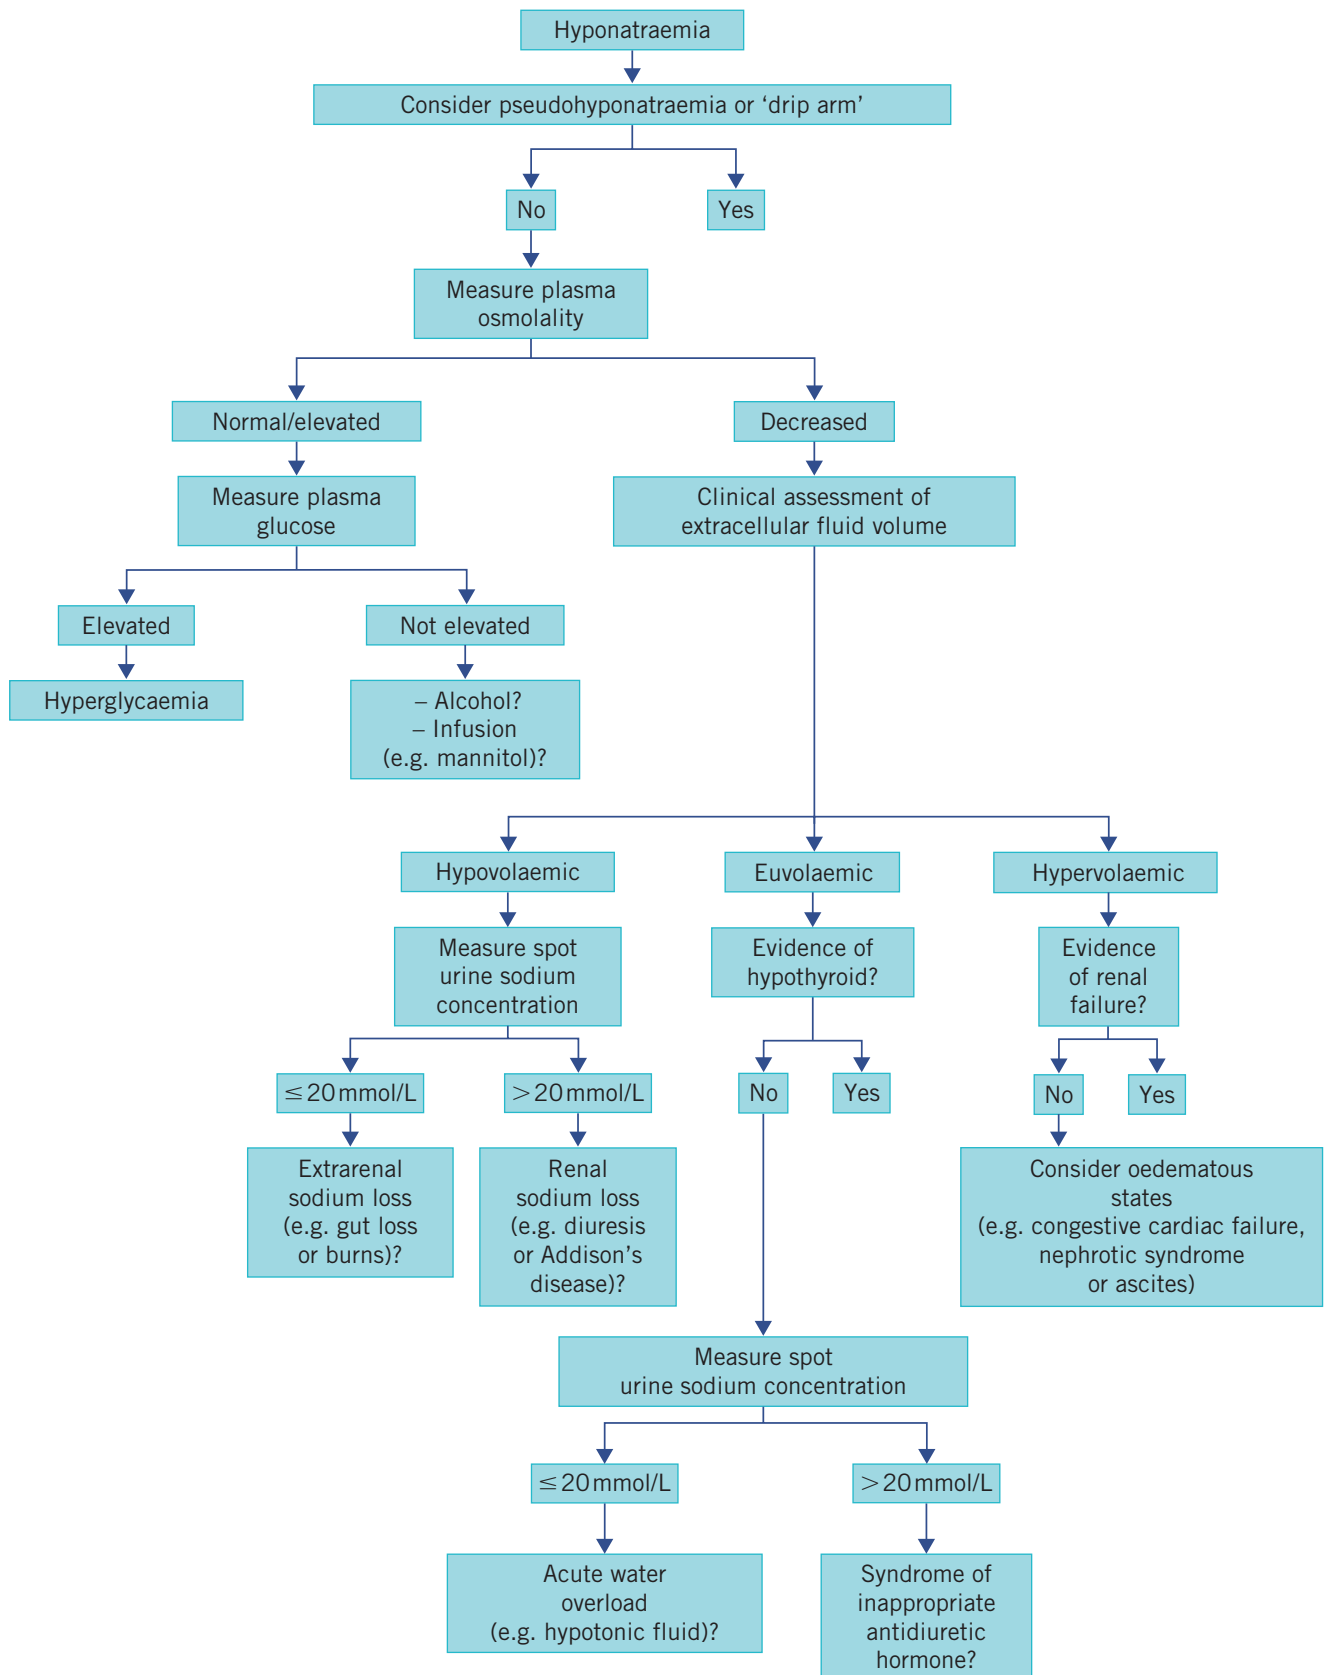 Hyponatraemia
Consider pseudohyponatraemia or ‘drip arm’
No
Yes
Measure plasma
osmolality
Normal/elevated
Decreased
Measure plasma
glucose
Clinical assessment of
extracellular fluid volume
Elevated
Not elevated
Hyperglycaemia
– Alcohol?
– Infusion
(e.g. mannitol)?
Hypovolaemic
Euvolaemic
Hypervolaemic
Measure spot
urine sodium
concentration
Evidence of
hypothyroid?
Evidence
of renal
failure?
≤20 mmol/L
>20 mmol/L
No
Yes
No
Yes
Extrarenal
sodium loss
(e.g. gut loss
or burns)?
Renal
sodium loss
(e.g. diuresis
or Addison’s
disease)?
Consider oedematous
states
(e.g. congestive cardiac failure,
nephrotic syndrome
or ascites)
Measure spot
urine sodium concentration
≤20 mmol/L
>20 mmol/L
Acute water
overload
(e.g. hypotonic fluid)?
Syndrome of
inappropriate
antidiuretic
hormone?